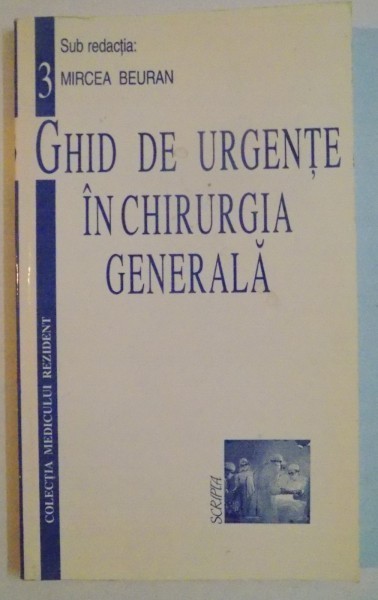 Sub redacția:
3 MIRCEA BEURAN
GHID DE URGENȚE
ÎN CHIRURGIA
GENERALĂ
COLECȚIA MEDICULUI REZIDENT
SCRIPTA